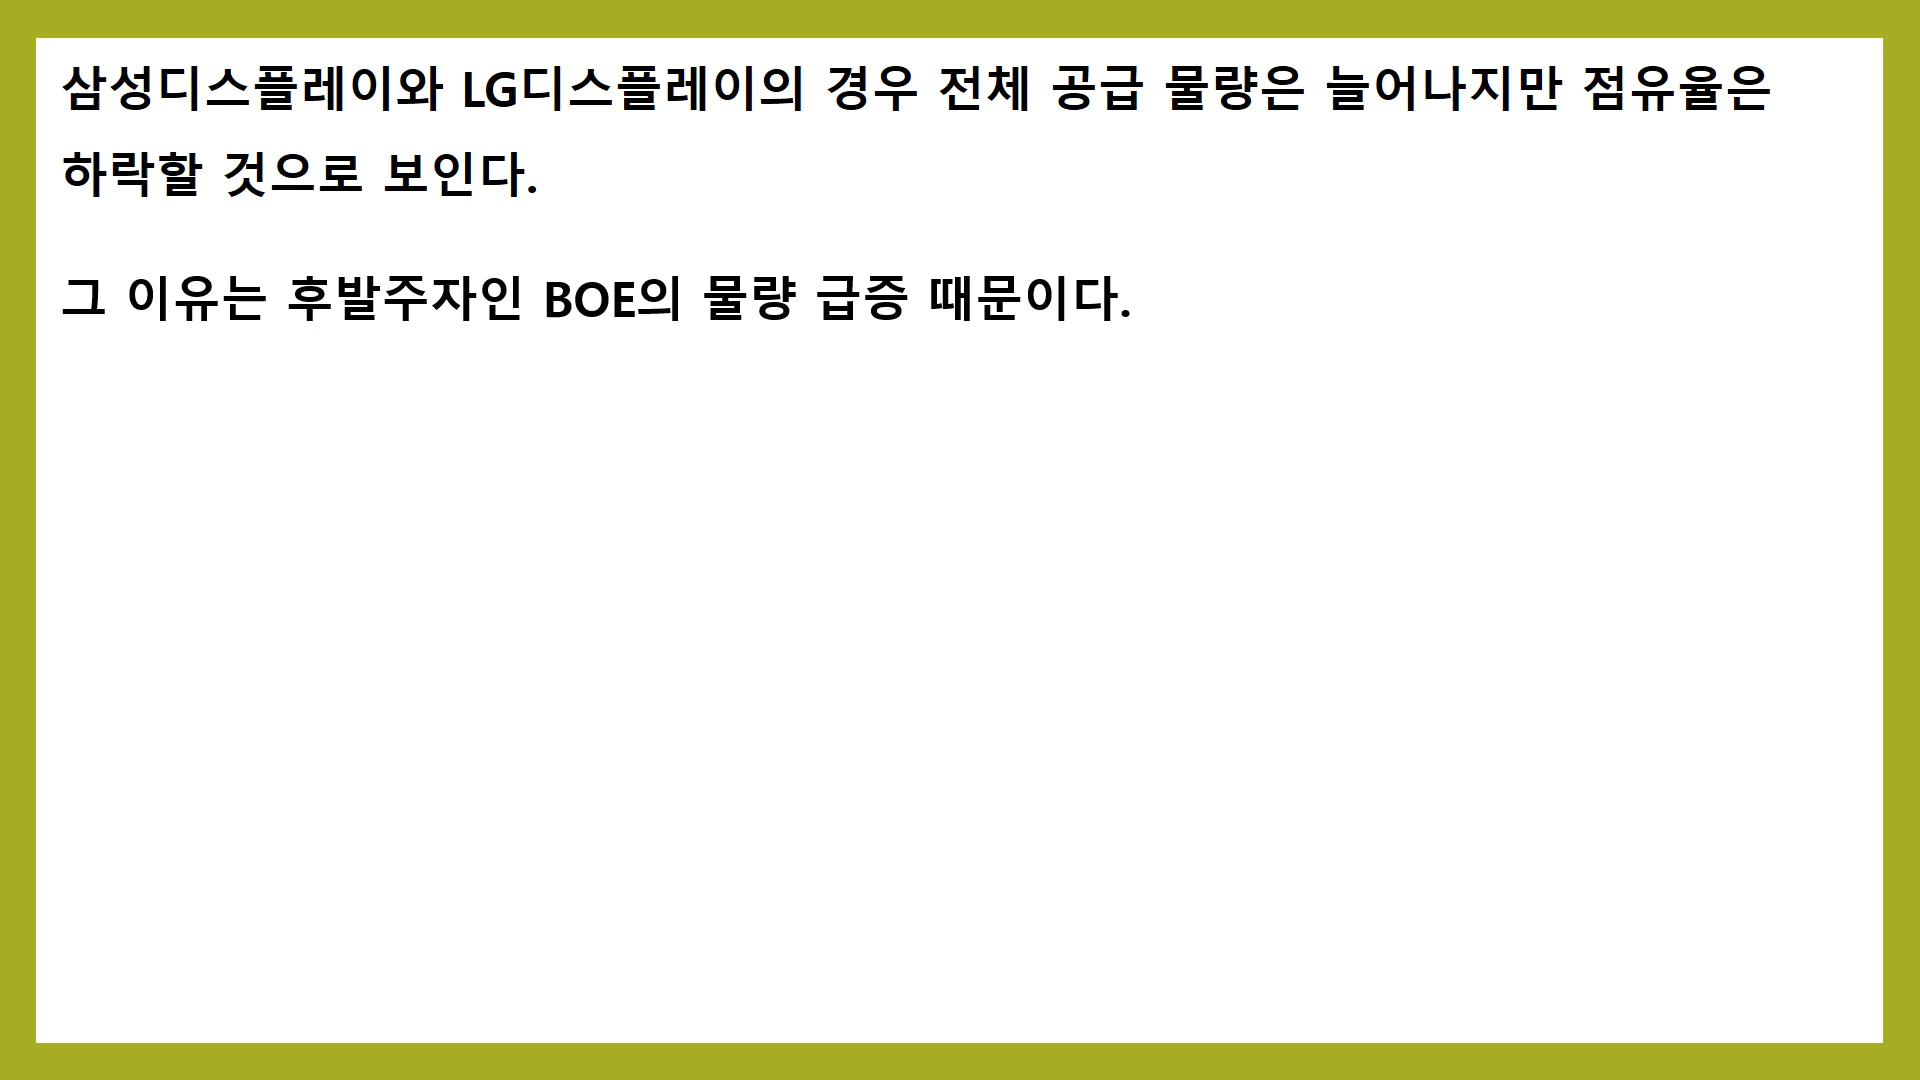 삼성디스플레이와 LG디스플레이의 경우 전체 공급 물량은 늘어나지만 점유율은
하락할 것으로 보인다.
그 이유는 후발주자인 BOE의 물량 급증 때문이다.